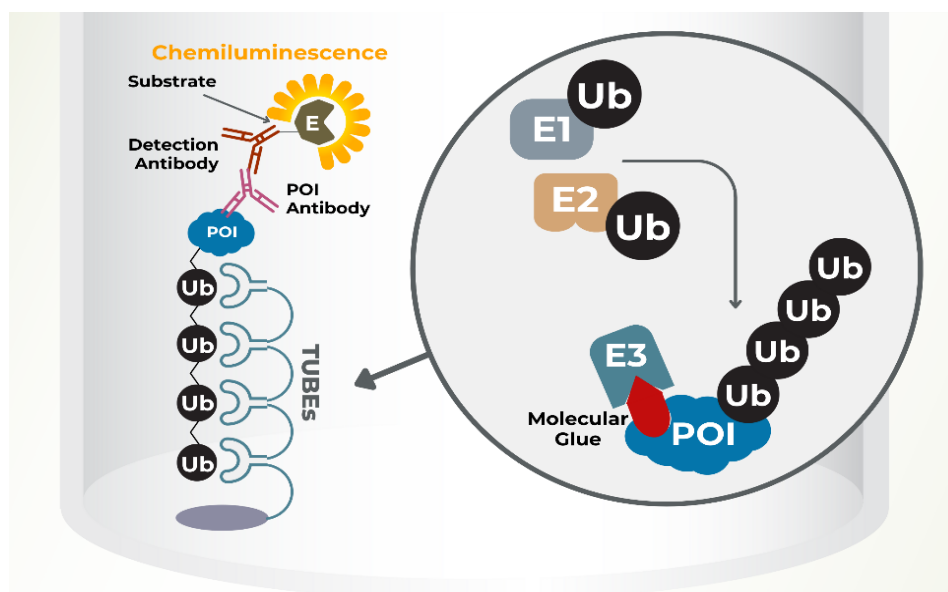 Chemiluminescence
Substrate
E
Detection
Antibody
POI
Antibody
POI
Ub
Ub
Ub
Ub
TUBEs
Ub
E1
E2
Ub
Ub
Ub
Ub
Ub
E3
Molecular
Glue
POI